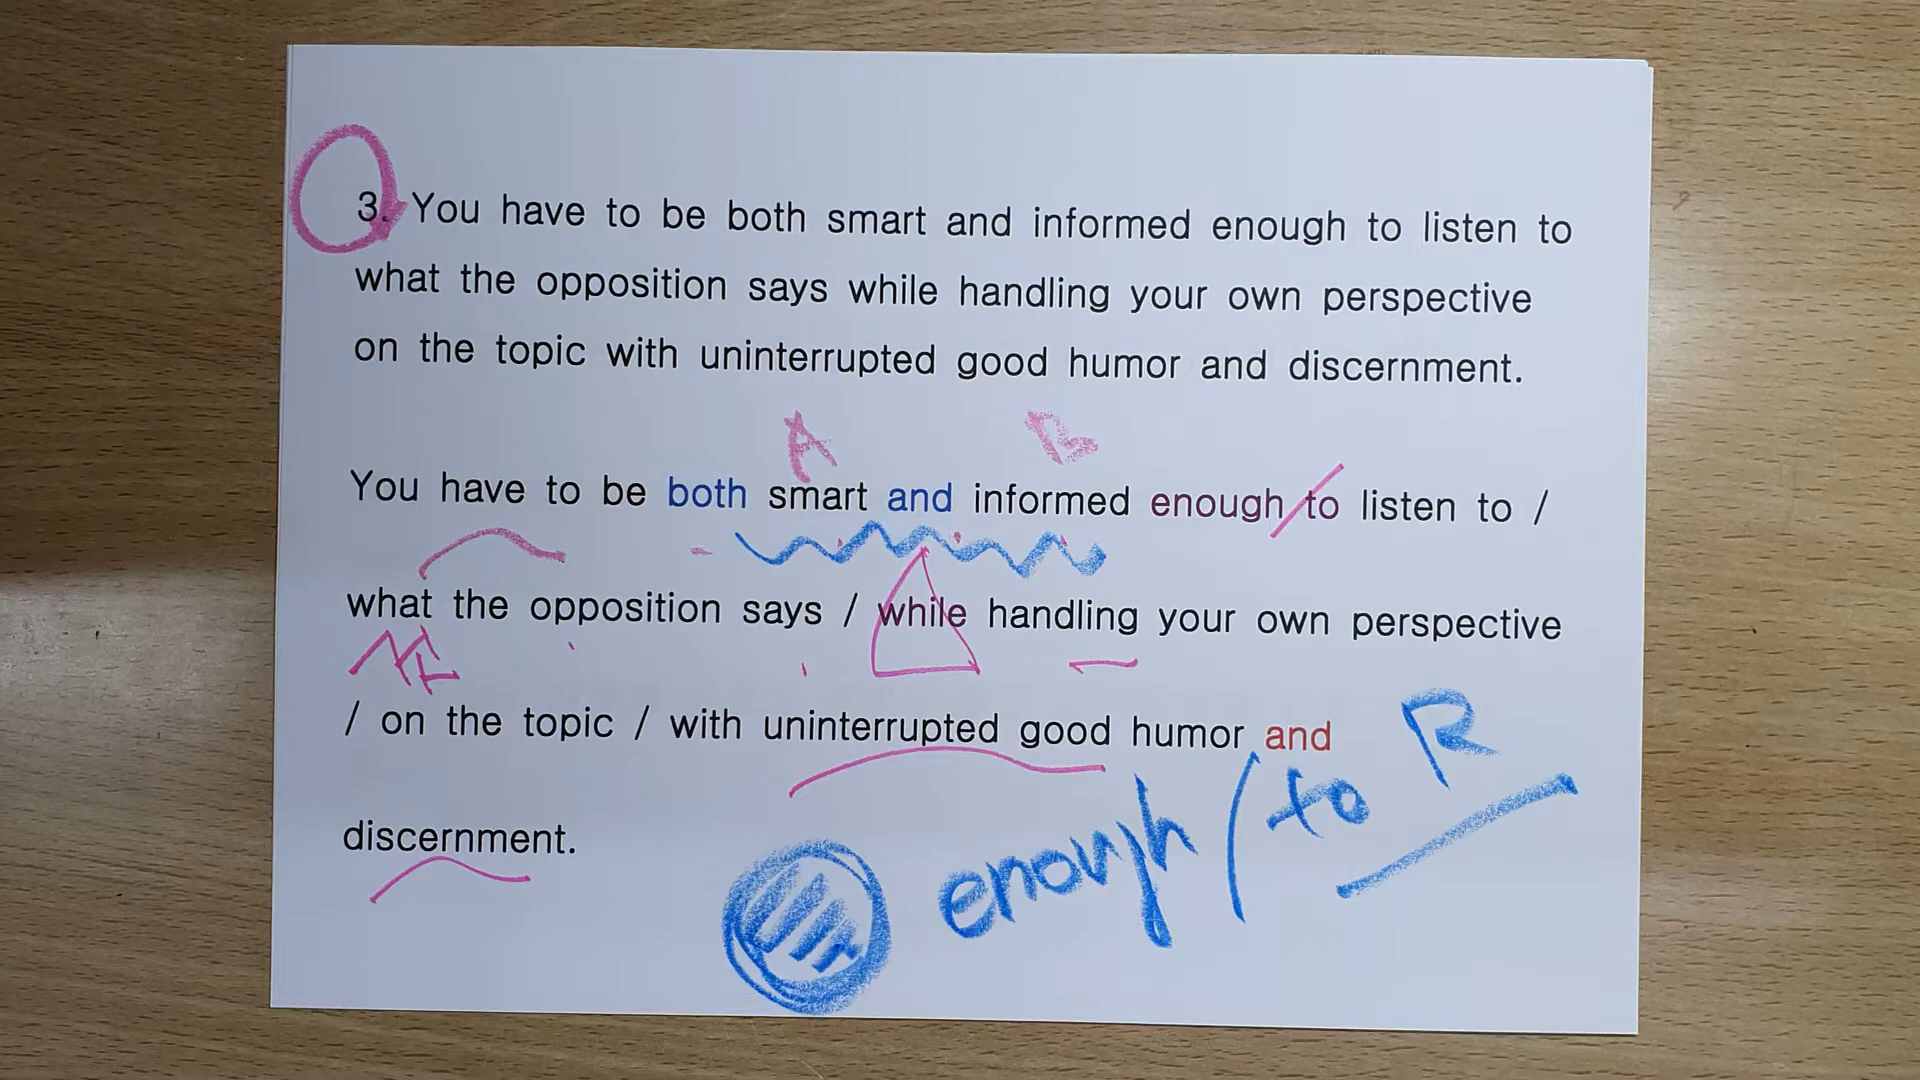 3. You have to be both smart and informed enough to listen to
what the opposition says while handling your own perspective
on the topic with uninterrupted good humor and discernment.
A B
You have to be both smart and informed enough to listen to /
what the opposition says / while handling your own perspective
/ on the topic / with uninterrupted good humor and
discernment.
enough / to R